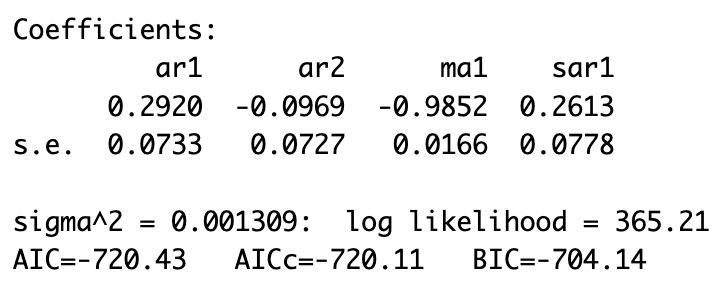 Coefficients:
ar1 ar2 ma1 sar1
0.2920 -0.0969 -0.9852 0.2613
s.e. 0.0733 0.0727 0.0166 0.0778
sigma^2 = 0.001309: log likelihood = 365.21
AIC=-720.43 AICc=-720.11 BIC=-704.14